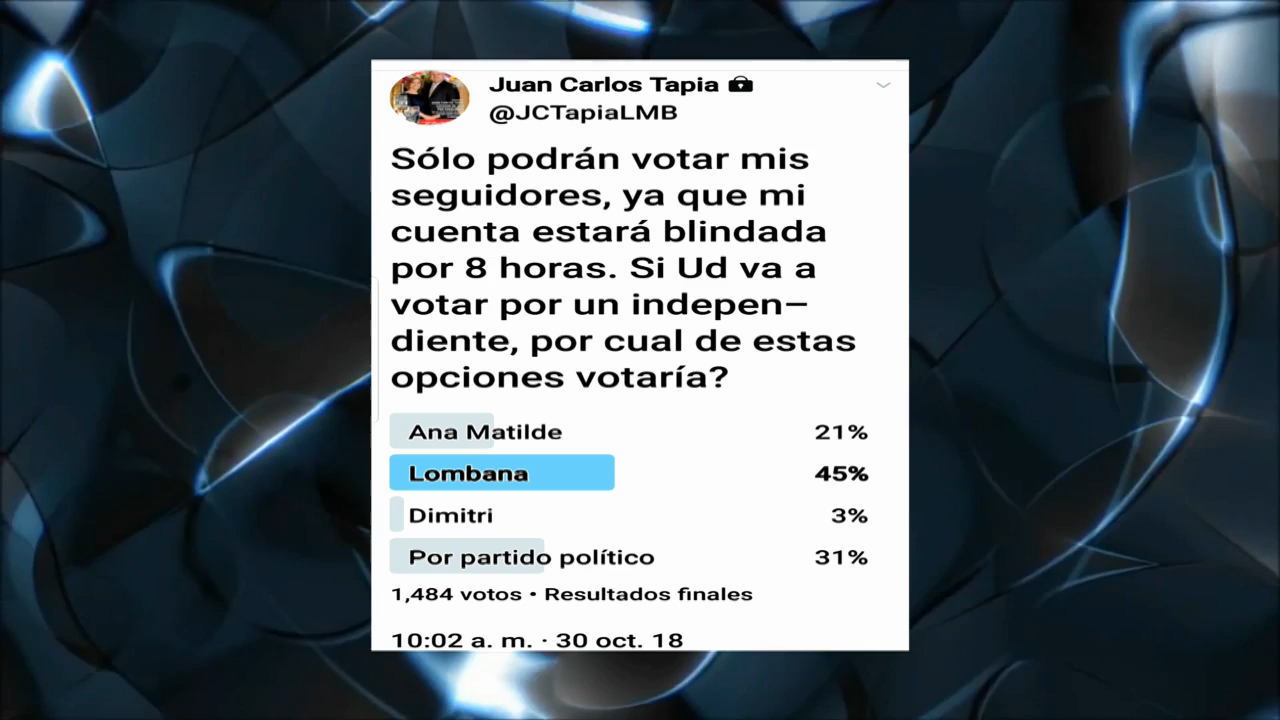 Juan Carlos Tapia
@JCTapiaLMB
Sólo podrán votar mis
seguidores, ya que mi
cuenta estará blindada
por 8 horas. Si Ud va a
votar por un indepen–
diente, por cual de estas
opciones votaría?
Ana Matilde 21%
Lombana 45%
Dimitri 3%
Por partido político 31%
1,484 votos • Resultados finales
10:02 a. m. · 30 oct. 18